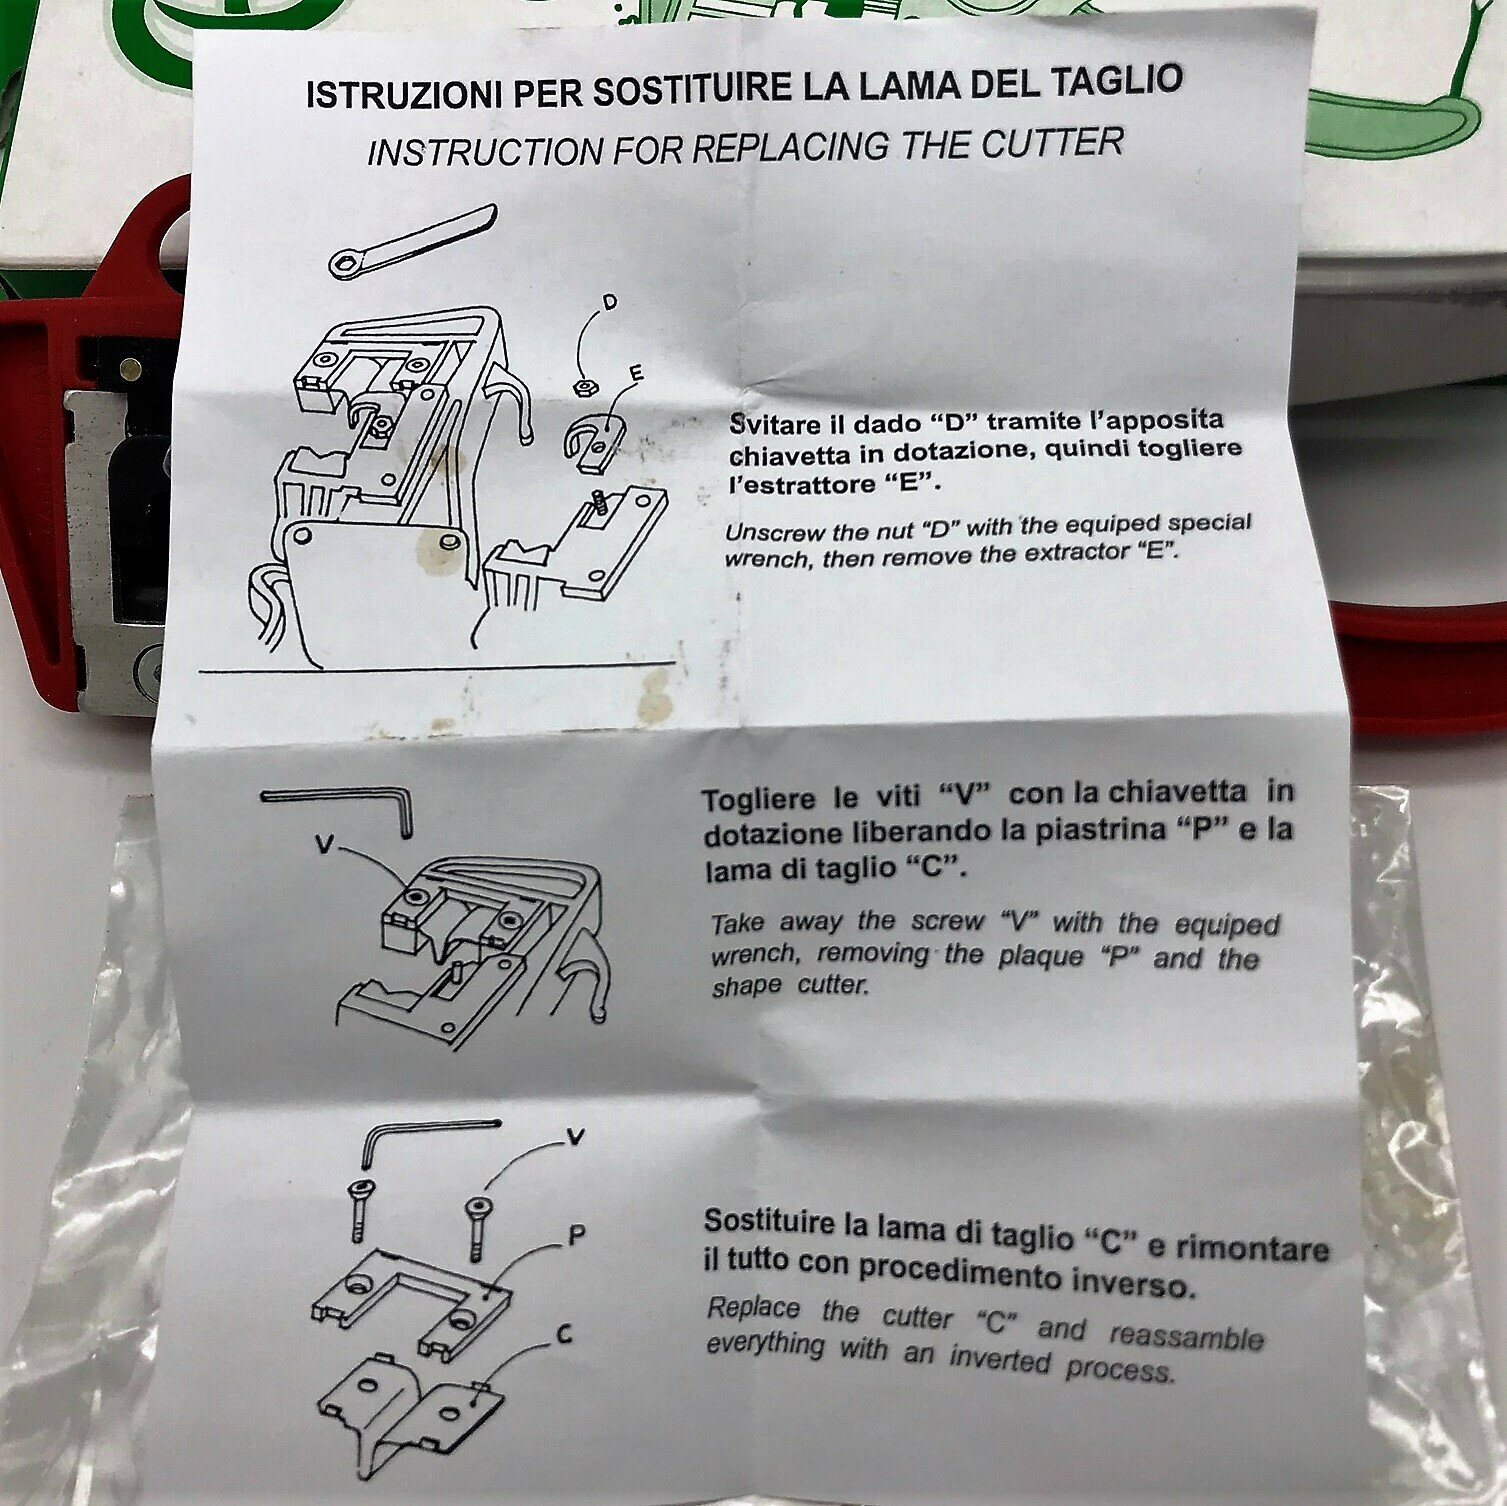 ISTRUZIONI PER SOSTITUIRE LA LAMA DEL TAGLIO
INSTRUCTION FOR REPLACING THE CUTTER
D
E
Svitare il dado “D” tramite l’apposita
chiavetta in dotazione, quindi togliere
l’estrattore “E”.
Unscrew the nut “D” with the equiped special
wrench, then remove the extractor “E”.
V
Togliere le viti “V” con la chiavetta in
dotazione liberando la piastrina “P” e la
lama di taglio “C”.
Take away the screw “V” with the equiped
wrench, removing the plaque “P” and the
shape cutter.
V
P
C
Sostituire la lama di taglio “C” e rimontare
il tutto con procedimento inverso.
Replace the cutter “C” and reassamble
everything with an inverted process.